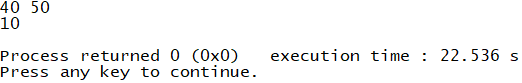 40 50
10
Process returned 0 (0x0)   execution time : 22.536 s
Press any key to continue.